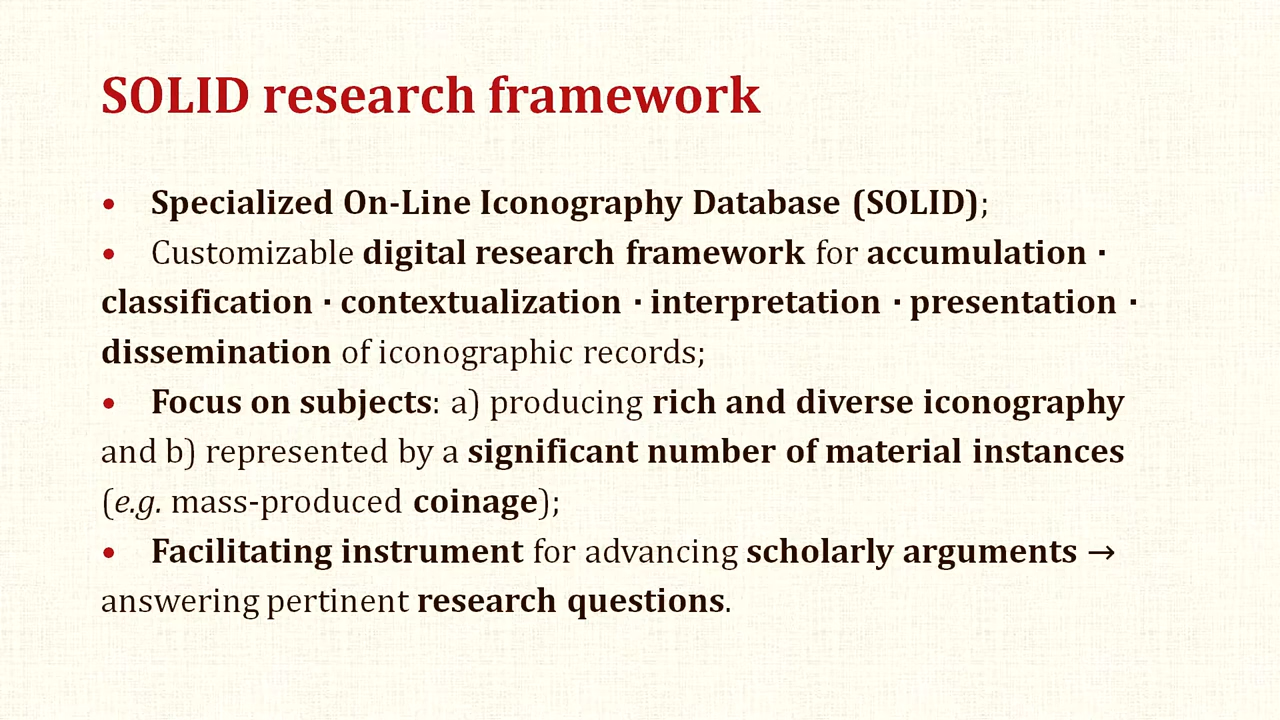 SOLID research framework
• Specialized On-Line Iconography Database (SOLID);
• Customizable digital research framework for accumulation ·
classification · contextualization · interpretation · presentation ·
dissemination of iconographic records;
• Focus on subjects: a) producing rich and diverse iconography
and b) represented by a significant number of material instances
(e.g. mass-produced coinage);
• Facilitating instrument for advancing scholarly arguments →
answering pertinent research questions.